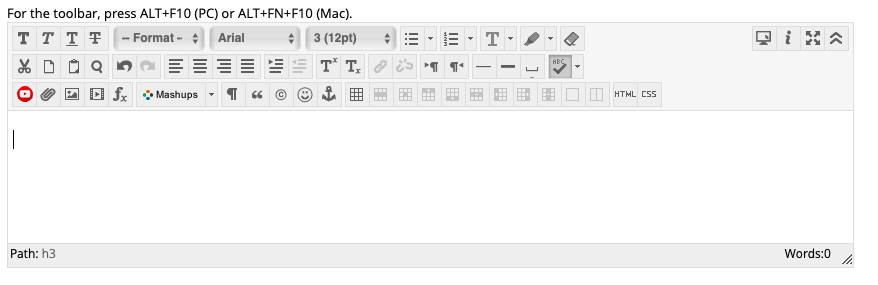 For the toolbar, press ALT+F10 (PC) or ALT+FN+F10 (Mac).
T T T T -- Format - Arial 3 (12pt) T
T^x T_x ABC
f_x Mashups HTML CSS
Path: h3 Words:0